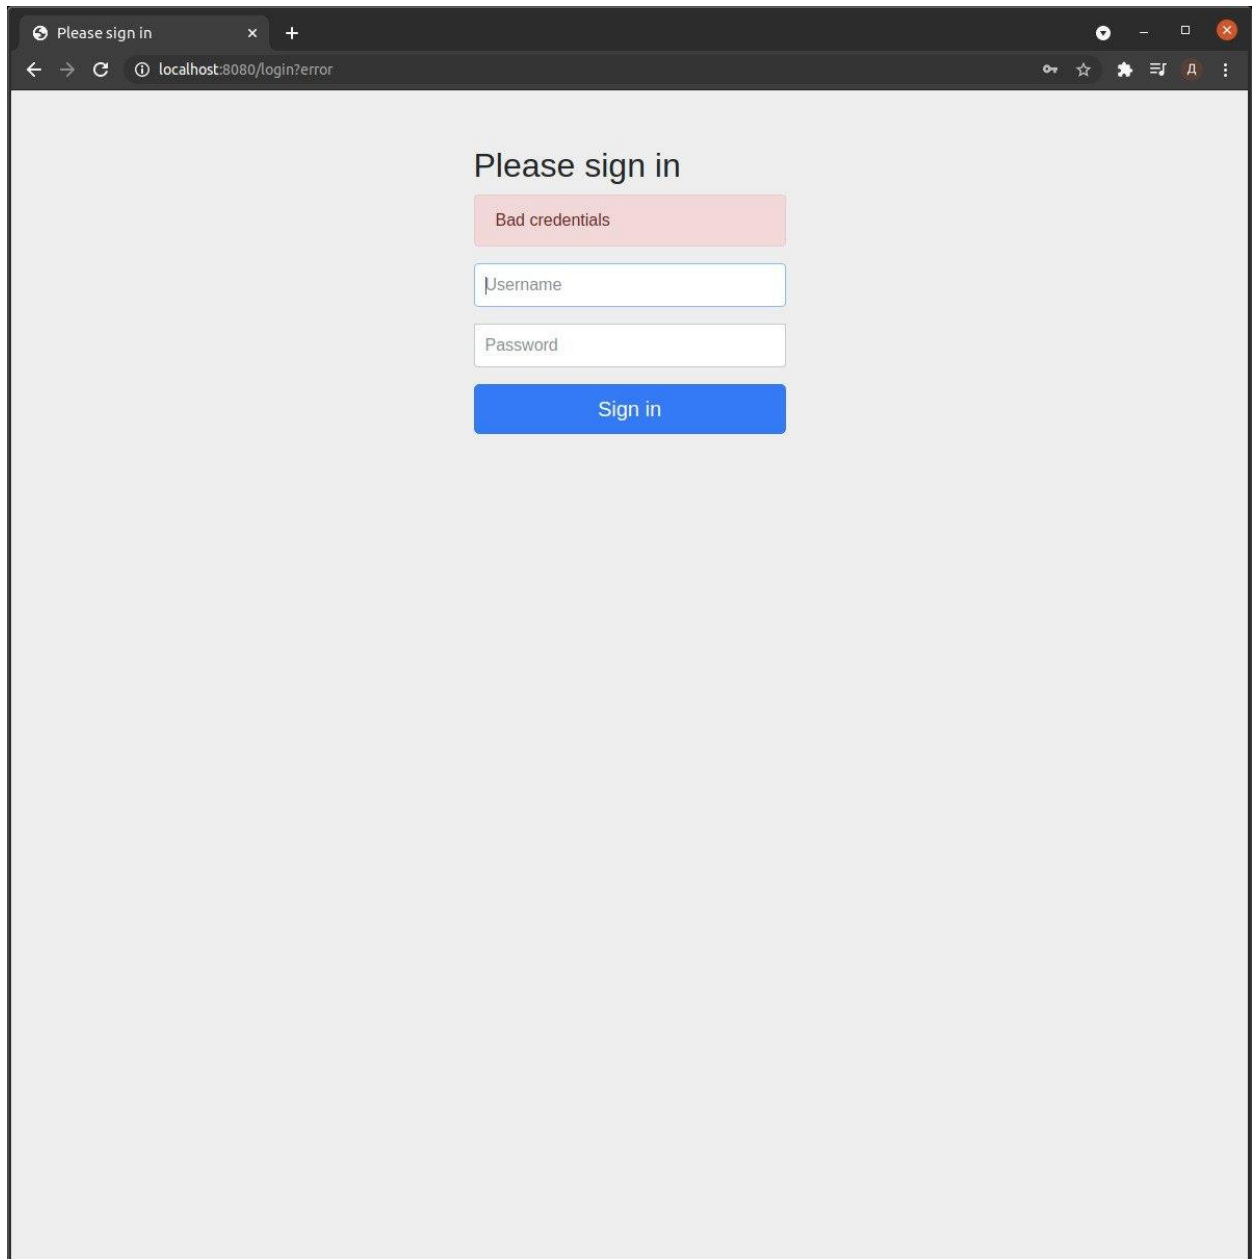 Please sign in
localhost:8080/login?error
Д
Please sign in
Bad credentials
Username
Password
Sign in